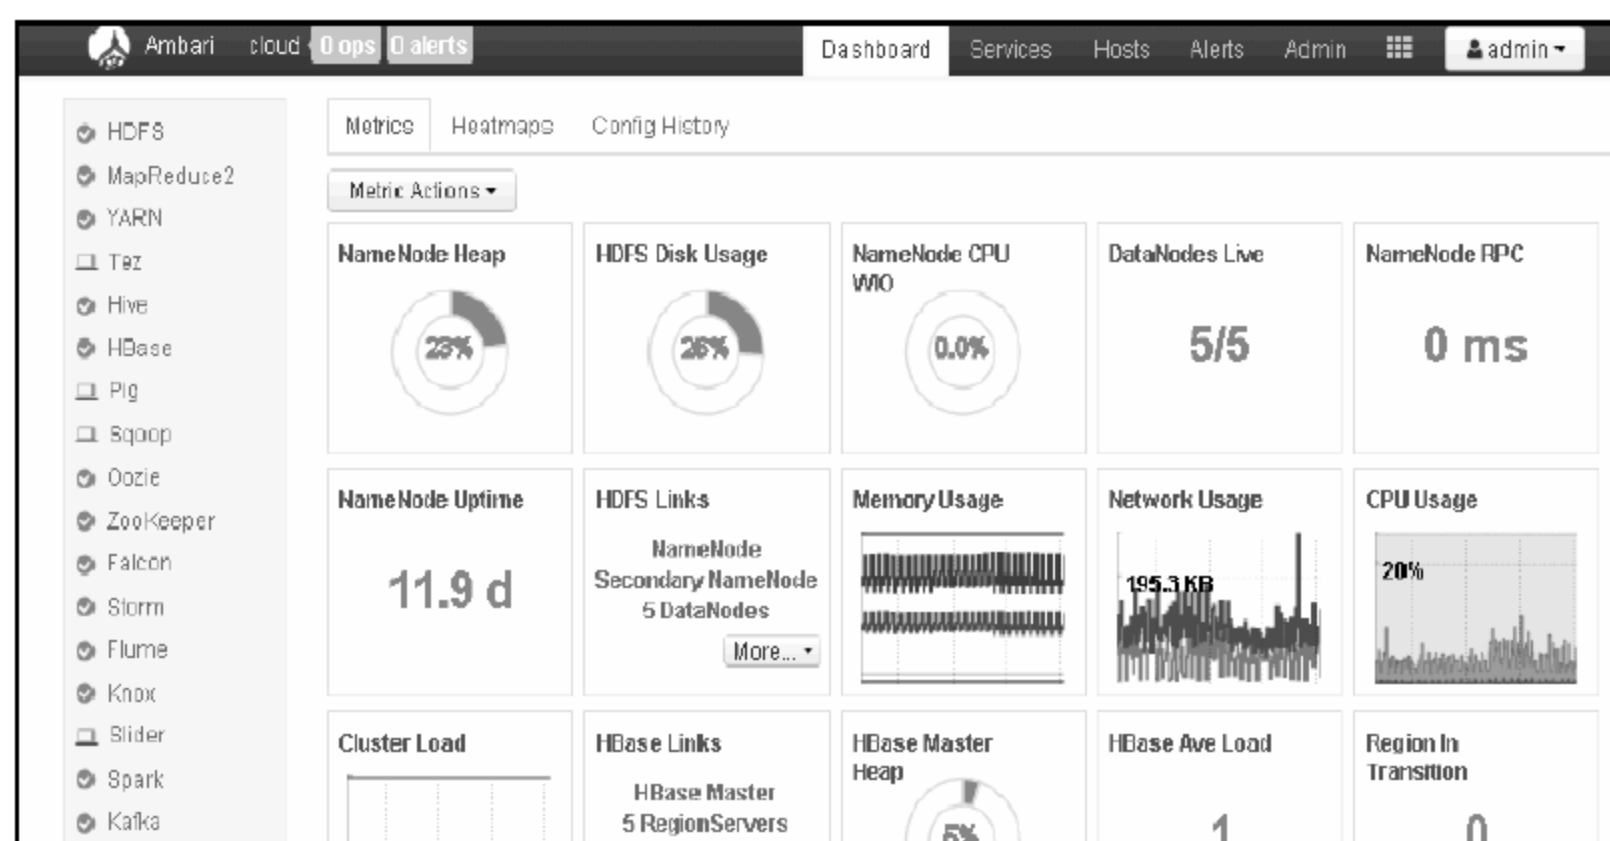 Ambari cloud 0 ops 0 alerts Dashboard Services Hosts Alerts Admin admin
HDFS
MapReduce2
YARN
Tez
Hive
HBase
Pig
Sqoop
Oozie
ZooKeeper
Falcon
Storm
Flume
Knox
Slider
Spark
Kafka
Metrics Heatmaps Config History
Metric Actions
NameNode Heap
23%
HDFS Disk Usage
26%
NameNode CPU
WIO
0.0%
DataNodes Live
5/5
NameNode RPC
0 ms
NameNode Uptime
11.9 d
HDFS Links
NameNode
Secondary NameNode
5 DataNodes
More...
Memory Usage
Network Usage
195.3 KB
CPU Usage
20%
Cluster Load
HBase Links
HBase Master
5 RegionServers
HBase Master
Heap
5%
HBase Ave Load
1
Region In
Transition
0